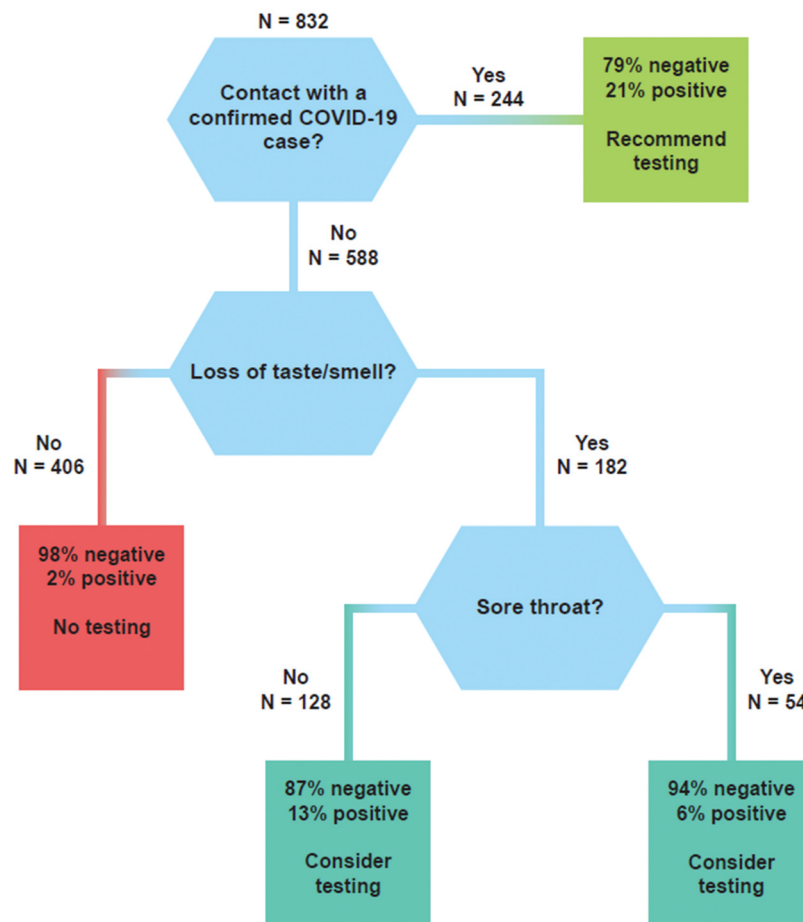 N = 832
Contact with a
confirmed COVID-19
case?
Yes
N = 244
79% negative
21% positive
Recommend
testing
No
N = 588
Loss of taste/smell?
No
N = 406
98% negative
2% positive
No testing
Yes
N = 182
Sore throat?
No
N = 128
87% negative
13% positive
Consider
testing
Yes
N = 54
94% negative
6% positive
Consider
testing